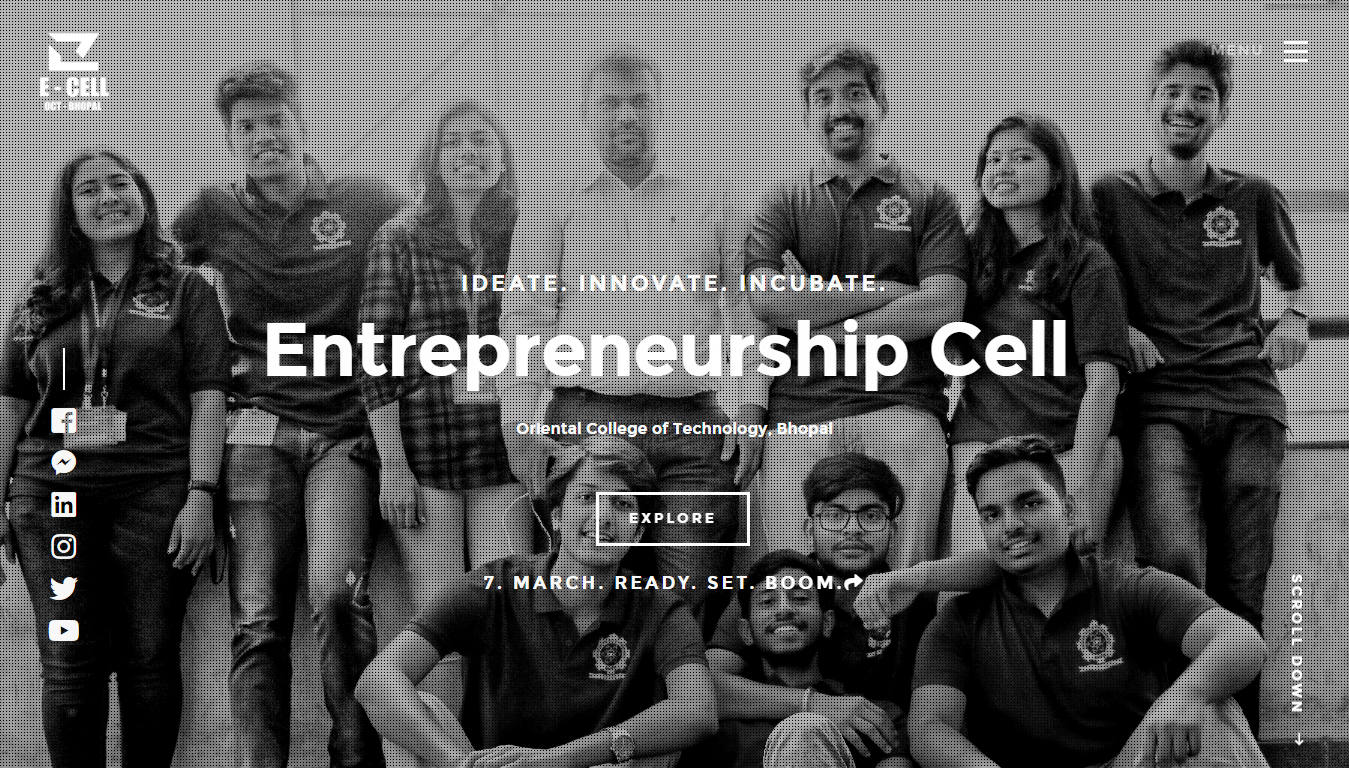 E - CELL
OCT - BHOPAL
MENU
IDEATE. INNOVATE. INCUBATE.
Entrepreneurship Cell
Oriental College of Technology, Bhopal
EXPLORE
7. MARCH. READY. SET. BOOM.
SCROLL DOWN